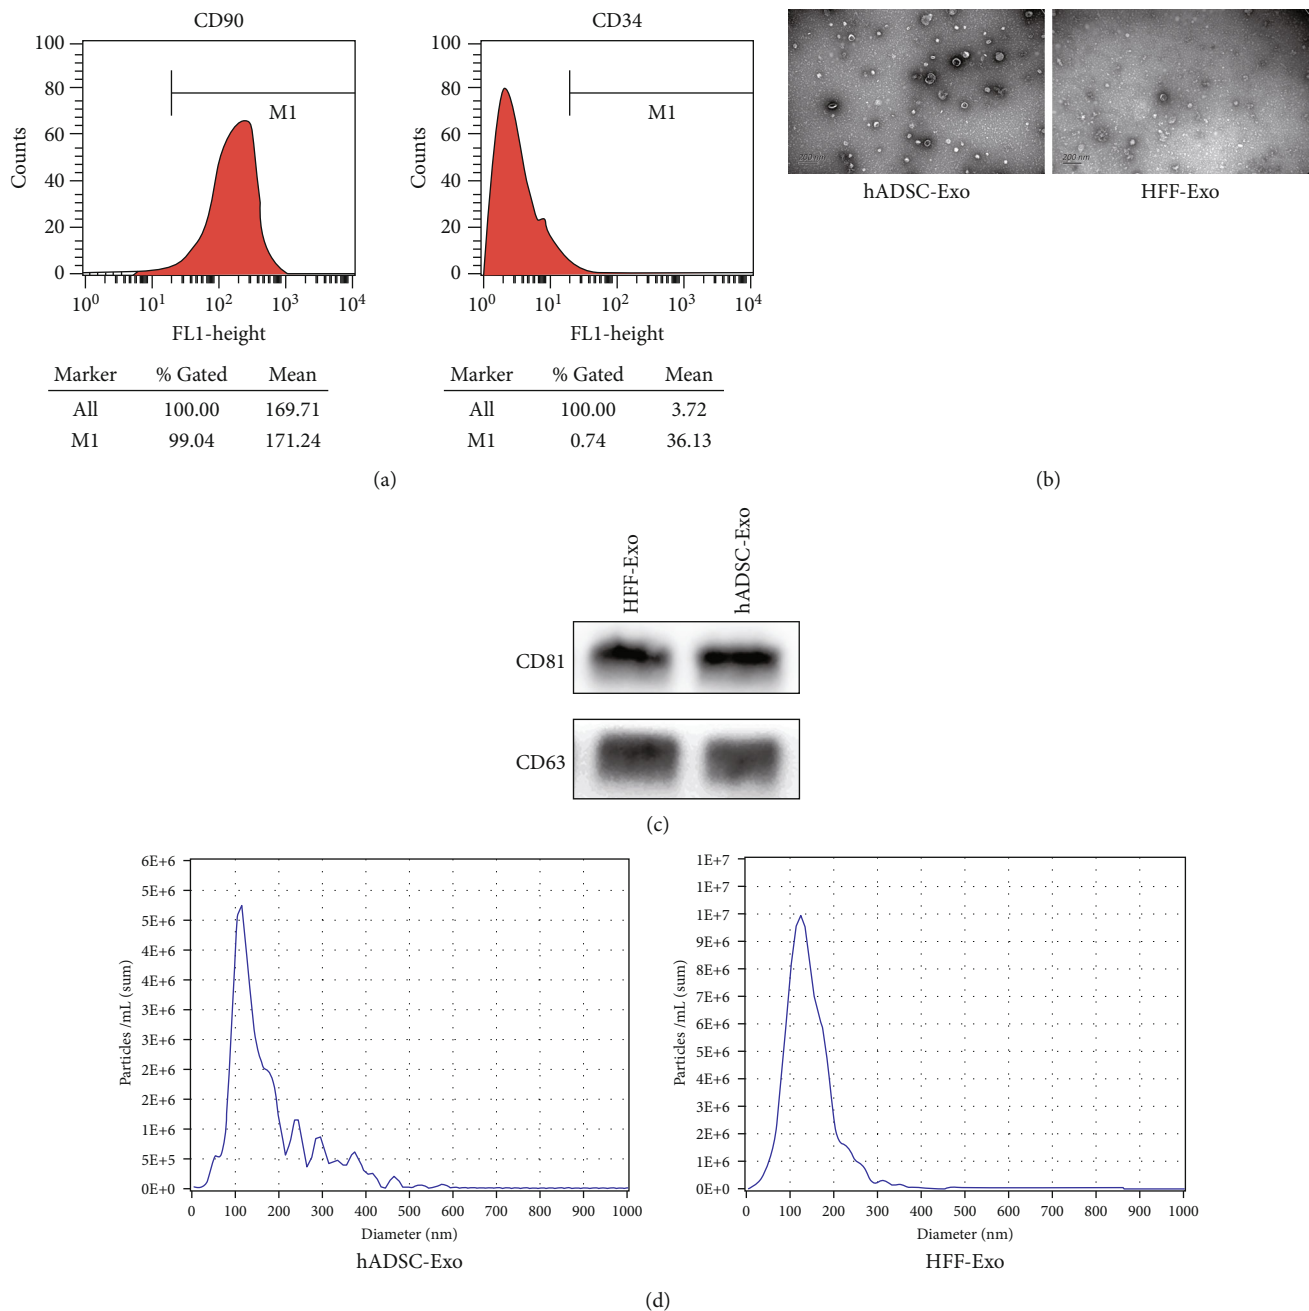 CD90
100
80
60
40
20
0
Counts
M1
10^0 10^1 10^2 10^3 10^4
FL1-height
Marker % Gated Mean
All 100.00 169.71
M1 99.04 171.24
CD34
100
80
60
40
20
0
Counts
M1
10^0 10^1 10^2 10^3 10^4
FL1-height
Marker % Gated Mean
All 100.00 3.72
M1 0.74 36.13
(a)
200 nm
hADSC-Exo
200 nm
HFF-Exo
(b)
HFF-Exo
hADSC-Exo
CD81
CD63
(c)
6E+6
5E+6
5E+6
4E+6
4E+6
3E+6
3E+6
2E+6
2E+6
1E+6
5E+5
0E+0
Particles /mL (sum)
0 100 200 300 400 500 600 700 800 900 1000
Diameter (nm)
hADSC-Exo
1E+7
1E+7
1E+7
9E+6
8E+6
7E+6
6E+6
5E+6
4E+6
3E+6
2E+6
1E+6
0E+0
Particles /mL (sum)
0 100 200 300 400 500 600 700 800 900 1000
Diameter (nm)
HFF-Exo
(d)